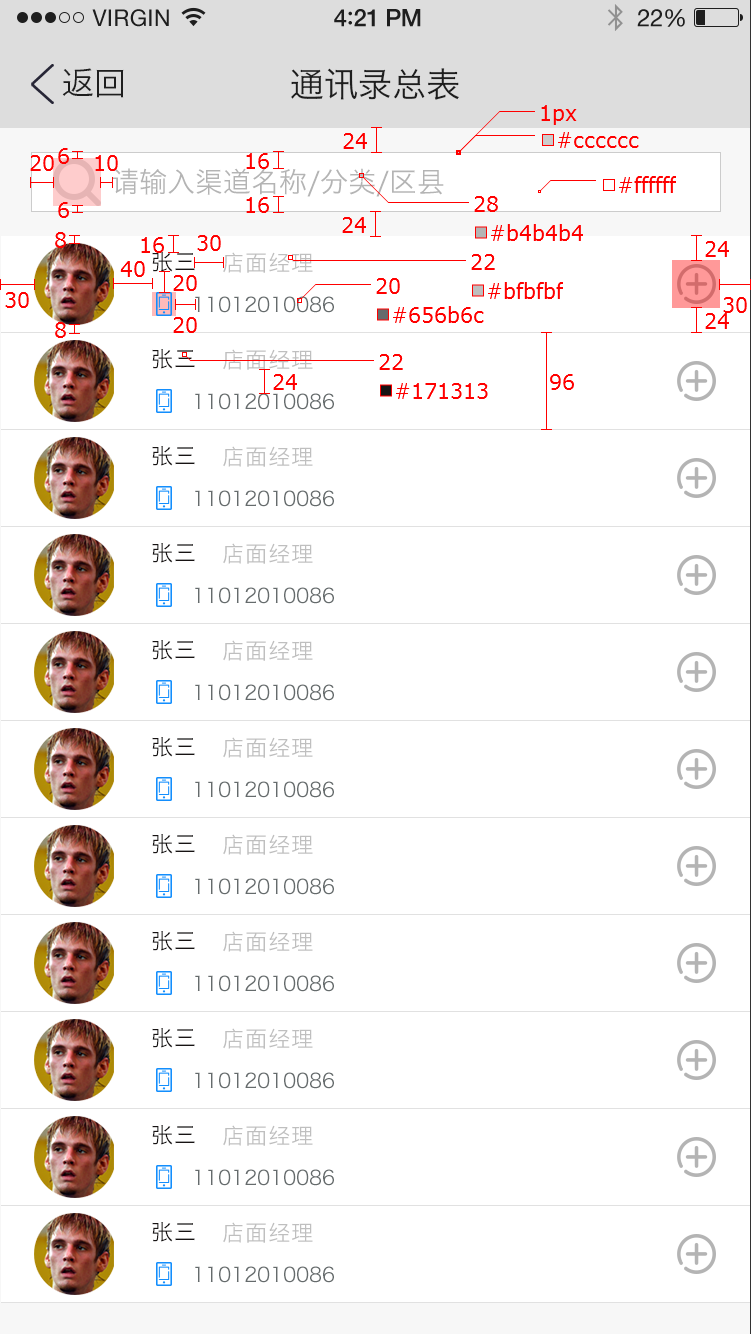 VIRGIN 4:21 PM 22%
返回 通讯录总表
1px
24 #cccccc
20 6 10 16 请输入渠道名称/分类/区县 #ffffff
6 16 24 28
#b4b4b4
8 16 30 张三 店面经理 22 24
40 20 20 #bfbfbf
30 11012010086 #656b6c 30
8 20 24
张三 店面经理 22
24 #171313 96
11012010086
张三 店面经理
11012010086
张三 店面经理
11012010086
张三 店面经理
11012010086
张三 店面经理
11012010086
张三 店面经理
11012010086
张三 店面经理
11012010086
张三 店面经理
11012010086
张三 店面经理
11012010086
张三 店面经理
11012010086